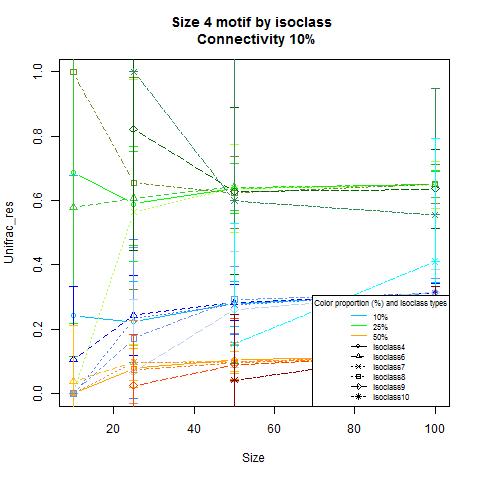 Size 4 motif by isoclass
Connectivity 10%
Unifrac_res
1.0
0.8
0.6
0.4
0.2
0.0
Color proportion (%) and Isoclass types
10%
25%
50%
Isoclass4
Isoclass6
Isoclass7
Isoclass8
Isoclass9
Isoclass10
20 40 60 80 100
Size